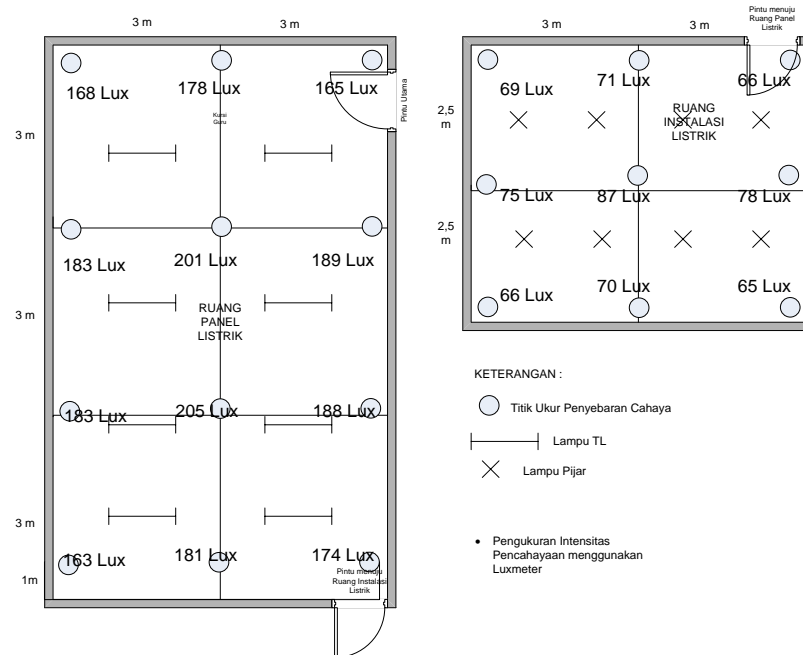 3 m
3 m
168 Lux
178 Lux
165 Lux
Kursi
Guru
Pintu Utama
3 m
183 Lux
201 Lux
189 Lux
3 m
RUANG
PANEL
LISTRIK
183 Lux
205 Lux
188 Lux
3 m
1m
163 Lux
181 Lux
174 Lux
Pintu menuju
Ruang Instalasi
Listrik
3 m
3 m
Pintu menuju
Ruang Panel
Listrik
69 Lux
71 Lux
66 Lux
2,5
m
RUANG
INSTALASI
LISTRIK
75 Lux
87 Lux
78 Lux
2,5
m
66 Lux
70 Lux
65 Lux
KETERANGAN :
Titik Ukur Penyebaran Cahaya
Lampu TL
Lampu Pijar
• Pengukuran Intensitas
Pencahayaan menggunakan
Luxmeter